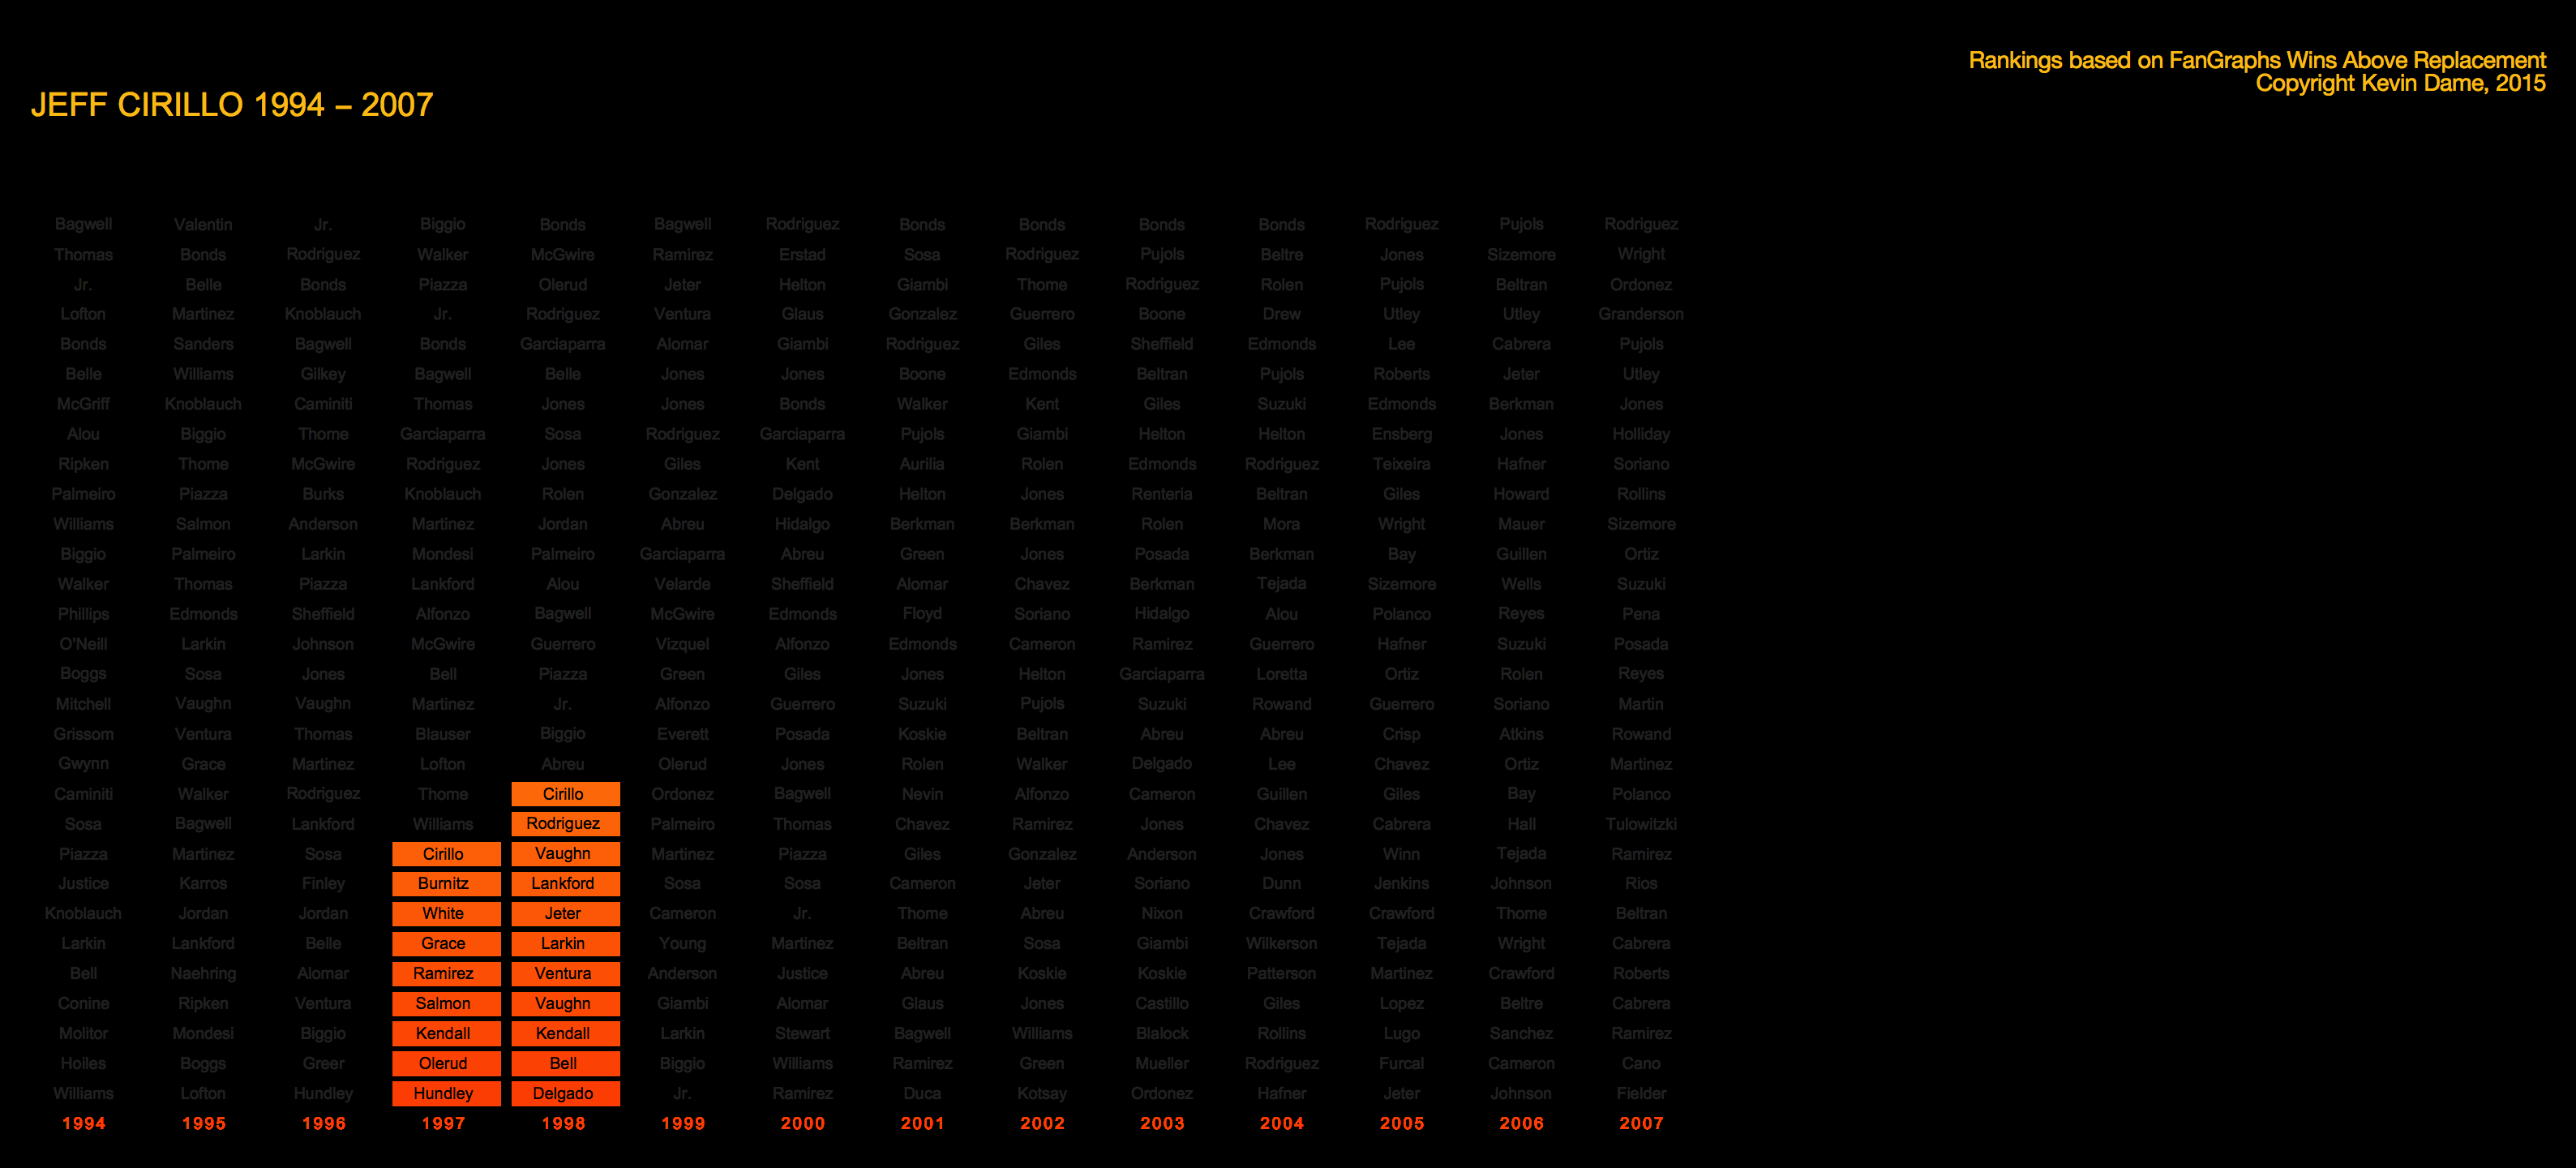 Rankings based on FanGraphs Wins Above Replacement
Copyright Kevin Dame, 2015
JEFF CIRILLO 1994 – 2007
Bagwell Valentin Jr. Biggio Bonds Bagwell Rodriguez Bonds Bonds Bonds Bonds Rodriguez Pujols Rodriguez
Thomas Bonds Rodriguez Walker McGwire Ramirez Erstad Sosa Rodriguez Pujols Beltre Jones Sizemore Wright
Jr. Belle Bonds Piazza Olerud Jeter Helton Giambi Thome Rodriguez Rolen Pujols Beltran Ordonez
Lofton Martinez Knoblauch Jr. Rodriguez Ventura Glaus Gonzalez Guerrero Boone Drew Utley Utley Granderson
Bonds Sanders Bagwell Bonds Garciaparra Alomar Giambi Rodriguez Giles Sheffield Edmonds Lee Cabrera Pujols
Belle Williams Gilkey Bagwell Belle Jones Jones Boone Edmonds Beltran Pujols Roberts Jeter Utley
McGriff Knoblauch Caminiti Thomas Jones Jones Bonds Walker Kent Giles Suzuki Edmonds Berkman Jones
Alou Biggio Thome Garciaparra Sosa Rodriguez Garciaparra Pujols Giambi Helton Helton Ensberg Jones Holliday
Ripken Thome McGwire Rodriguez Jones Giles Kent Aurilia Rolen Edmonds Rodriguez Teixeira Hafner Soriano
Palmeiro Piazza Burks Knoblauch Rolen Gonzalez Delgado Helton Jones Renteria Beltran Giles Howard Rollins
Williams Salmon Anderson Martinez Jordan Abreu Hidalgo Berkman Berkman Rolen Mora Wright Mauer Sizemore
Biggio Palmeiro Larkin Mondesi Palmeiro Garciaparra Abreu Green Jones Posada Berkman Bay Guillen Ortiz
Walker Thomas Piazza Lankford Alou Velarde Sheffield Alomar Chavez Berkman Tejada Sizemore Wells Suzuki
Phillips Edmonds Sheffield Alfonzo Bagwell McGwire Edmonds Floyd Soriano Hidalgo Alou Polanco Reyes Pena
O'Neill Larkin Johnson McGwire Guerrero Vizquel Alfonzo Edmonds Cameron Ramirez Guerrero Hafner Suzuki Posada
Boggs Sosa Jones Bell Piazza Green Giles Jones Helton Garciaparra Loretta Ortiz Rolen Reyes
Mitchell Vaughn Vaughn Martinez Jr. Alfonzo Guerrero Suzuki Pujols Suzuki Rowand Guerrero Soriano Martin
Grissom Ventura Thomas Blauser Biggio Everett Posada Koskie Beltran Abreu Abreu Crisp Atkins Rowand
Gwynn Grace Martinez Lofton Abreu Olerud Jones Rolen Walker Delgado Lee Chavez Ortiz Martinez
Caminiti Walker Rodriguez Thome Cirillo Ordonez Bagwell Nevin Alfonzo Cameron Guillen Giles Bay Polanco
Sosa Bagwell Lankford Williams Rodriguez Palmeiro Thomas Chavez Ramirez Jones Chavez Cabrera Hall Tulowitzki
Piazza Martinez Sosa Cirillo Vaughn Martinez Piazza Giles Gonzalez Anderson Jones Winn Tejada Ramirez
Justice Karros Finley Burnitz Lankford Sosa Sosa Cameron Jeter Soriano Dunn Jenkins Johnson Rios
Knoblauch Jordan Jordan White Jeter Cameron Jr. Thome Abreu Nixon Crawford Crawford Thome Beltran
Larkin Lankford Belle Grace Larkin Young Martinez Beltran Sosa Giambi Wilkerson Tejada Wright Cabrera
Bell Naehring Alomar Ramirez Ventura Anderson Justice Abreu Koskie Koskie Patterson Martinez Crawford Roberts
Conine Ripken Ventura Salmon Vaughn Giambi Alomar Glaus Jones Castillo Giles Lopez Beltre Cabrera
Molitor Mondesi Biggio Kendall Kendall Larkin Stewart Bagwell Williams Blalock Rollins Lugo Sanchez Ramirez
Hoiles Boggs Greer Olerud Bell Biggio Williams Ramirez Green Mueller Rodriguez Furcal Cameron Cano
Williams Lofton Hundley Hundley Delgado Jr. Ramirez Duca Kotsay Ordonez Hafner Jeter Johnson Fielder
1994 1995 1996 1997 1998 1999 2000 2001 2002 2003 2004 2005 2006 2007